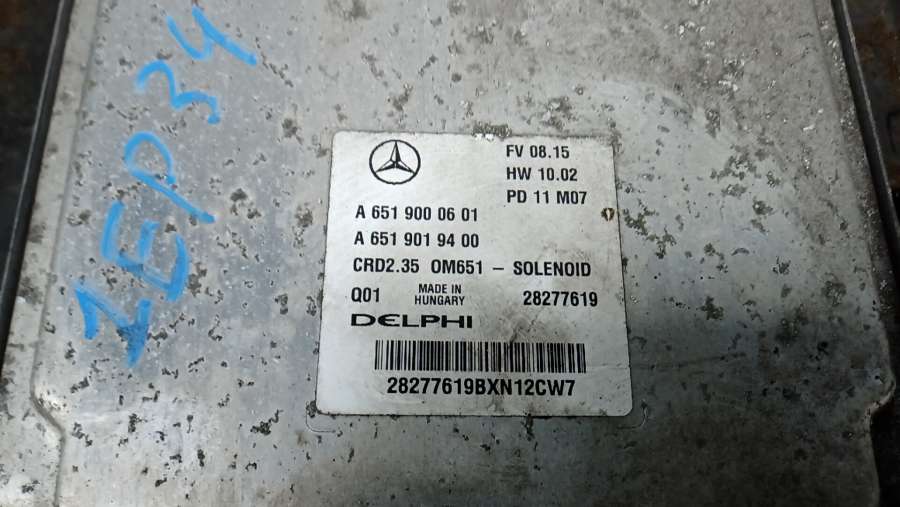 ZEP34
FV 08.15
HW 10.02
PD 11 M07
A 651 900 06 01
A 651 901 94 00
CRD2.35 OM651 – SOLENOID
Q01 MADE IN HUNGARY 28277619
DELPHI
28277619BXN12CW7